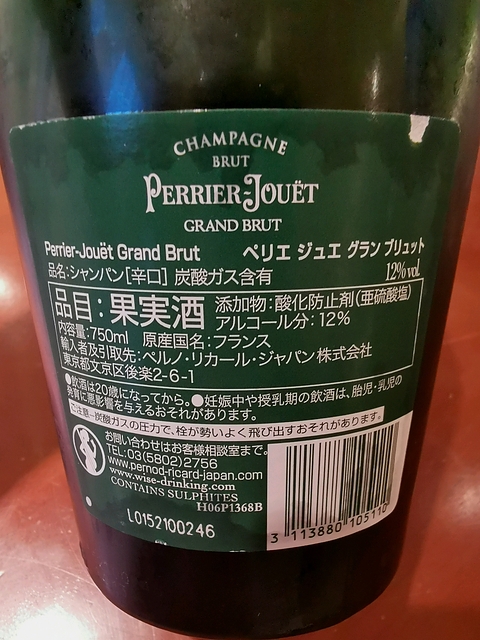 CHAMPAGNE
BRUT
PERRIER-JOUËT
GRAND BRUT
Perrier-Jouët Grand Brut ペリエ ジュエ グラン ブリュット
品名:シャンパン[辛口] 炭酸ガス含有 12% vol.
品目:果実酒 添加物:酸化防止剤(亜硫酸塩)
アルコール分:12%
内容量:750ml 原産国名:フランス
輸入者及引取先:ペルノ・リカール・ジャパン株式会社
東京都文京区後楽2-6-1
●飲酒は20歳になってから。●妊娠中や授乳期の飲酒は、胎児・乳児の
発育に悪影響を与えるおそれがあります。
ご注意-炭酸ガスの圧力で、栓が勢いよく飛び出すおそれがあります。
お問い合わせはお客様相談室まで。
TEL:03(5802)2756
www.pernod-ricard-japan.com
www.wise-drinking.com
CONTAINS SULPHITES
H06P1368B
L0152100246
3 113880 105110